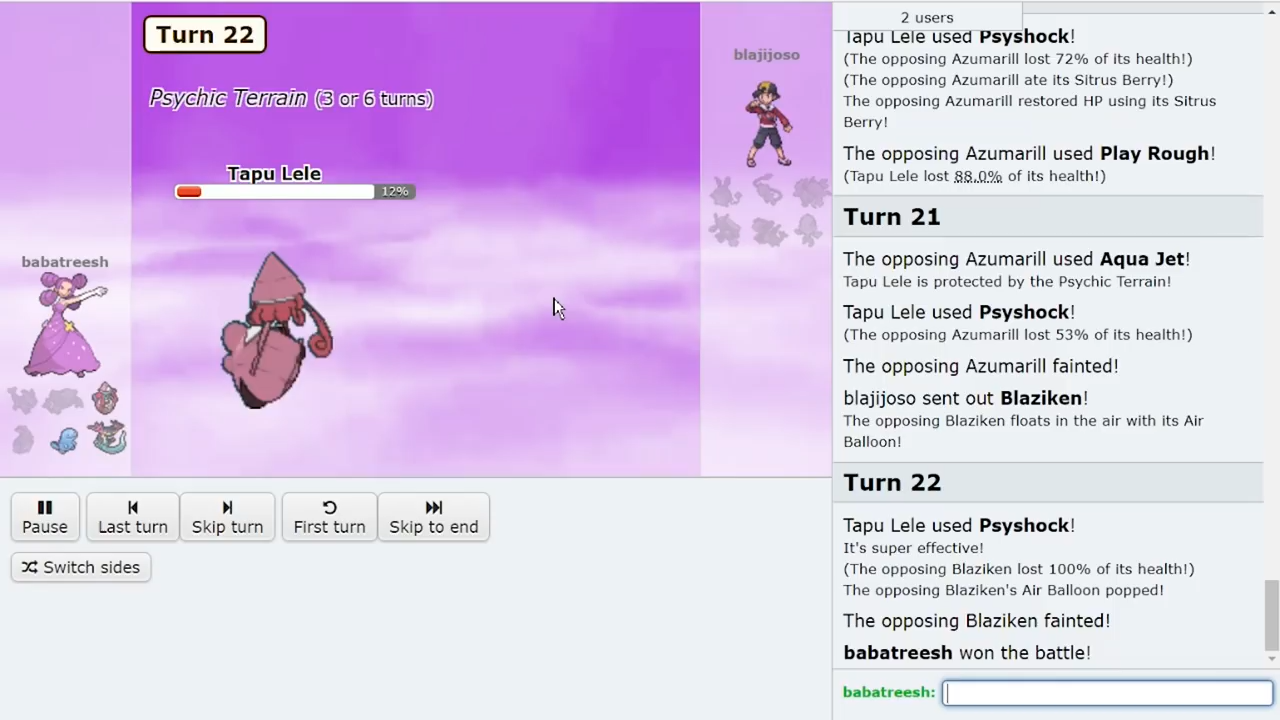 Turn 22
Psychic Terrain (3 or 6 turns)
Tapu Lele
12%
babatreesh
blajijoso
Pause
Last turn
Skip turn
First turn
Skip to end
Switch sides
2 users
Tapu Lele used Psyshock!
(The opposing Azumarill lost 72% of its health!)
(The opposing Azumarill ate its Sitrus Berry!)
The opposing Azumarill restored HP using its Sitrus
Berry!
The opposing Azumarill used Play Rough!
(Tapu Lele lost 88.0% of its health!)
Turn 21
The opposing Azumarill used Aqua Jet!
Tapu Lele is protected by the Psychic Terrain!
Tapu Lele used Psyshock!
(The opposing Azumarill lost 53% of its health!)
The opposing Azumarill fainted!
blajijoso sent out Blaziken!
The opposing Blaziken floats in the air with its Air
Balloon!
Turn 22
Tapu Lele used Psyshock!
It's super effective!
(The opposing Blaziken lost 100% of its health!)
The opposing Blaziken's Air Balloon popped!
The opposing Blaziken fainted!
babatreesh won the battle!
babatreesh: